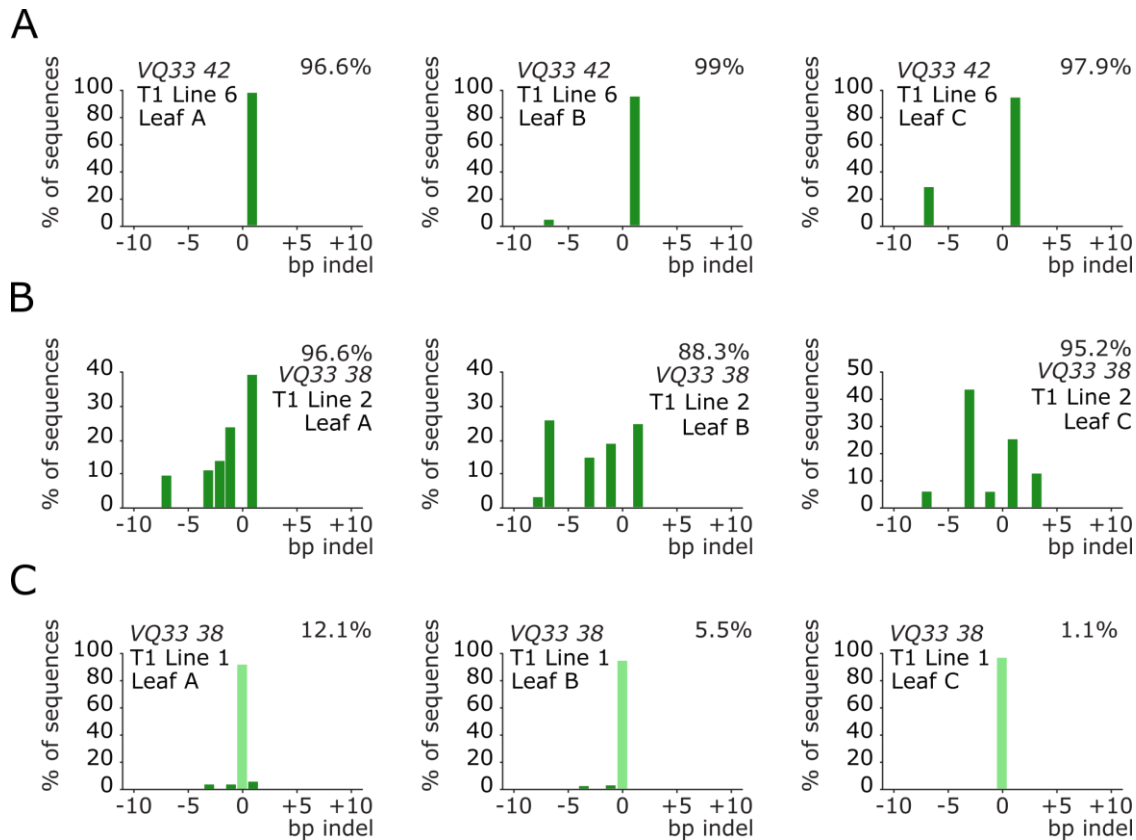 A
VQ33 42 96.6%
T1 Line 6
Leaf A
% of sequences
100
80
60
40
20
0
-10 -5 0 +5 +10
bp indel
VQ33 42 99%
T1 Line 6
Leaf B
% of sequences
100
80
60
40
20
0
-10 -5 0 +5 +10
bp indel
VQ33 42 97.9%
T1 Line 6
Leaf C
% of sequences
100
80
60
40
20
0
-10 -5 0 +5 +10
bp indel
B
96.6%
VQ33 38
T1 Line 2
Leaf A
% of sequences
40
30
20
10
0
-10 -5 0 +5 +10
bp indel
88.3%
VQ33 38
T1 Line 2
Leaf B
% of sequences
40
30
20
10
0
-10 -5 0 +5 +10
bp indel
95.2%
VQ33 38
T1 Line 2
Leaf C
% of sequences
50
40
30
20
10
0
-10 -5 0 +5 +10
bp indel
C
VQ33 38 12.1%
T1 Line 1
Leaf A
% of sequences
100
80
60
40
20
0
-10 -5 0 +5 +10
bp indel
VQ33 38 5.5%
T1 Line 1
Leaf B
% of sequences
100
80
60
40
20
0
-10 -5 0 +5 +10
bp indel
VQ33 38 1.1%
T1 Line 1
Leaf C
% of sequences
100
80
60
40
20
0
-10 -5 0 +5 +10
bp indel